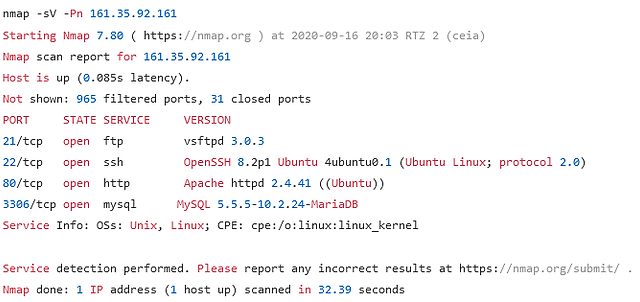 nmap -sV -Pn 161.35.92.161
Starting Nmap 7.80 ( https://nmap.org ) at 2020-09-16 20:03 RTZ 2 (ceia)
Nmap scan report for 161.35.92.161
Host is up (0.085s latency).
Not shown: 965 filtered ports, 31 closed ports
PORT     STATE SERVICE     VERSION
21/tcp   open  ftp         vsftpd 3.0.3
22/tcp   open  ssh         OpenSSH 8.2p1 Ubuntu 4ubuntu0.1 (Ubuntu Linux; protocol 2.0)
80/tcp   open  http        Apache httpd 2.4.41 ((Ubuntu))
3306/tcp open  mysql      MySQL 5.5.5-10.2.24-MariaDB
Service Info: OSs: Unix, Linux; CPE: cpe:/o:linux:linux_kernel
Service detection performed. Please report any incorrect results at https://nmap.org/submit/ .
Nmap done: 1 IP address (1 host up) scanned in 32.39 seconds